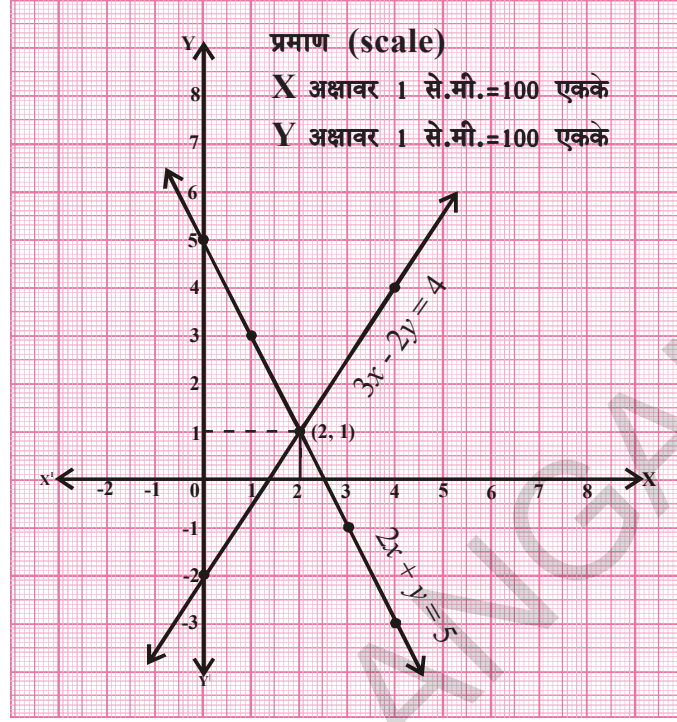 प्रमाण (scale)
X अक्षावर 1 से.मी.=100 एकके
Y अक्षावर 1 से.मी.=100 एकके
Y
8
7
6
5
4
3
2
1
(2, 1)
3x - 2y = 4
X' -2 -1 0 1 2 3 4 5 6 7 8 X
-1
-2
-3
2x + y = 5
Y'
ANGA